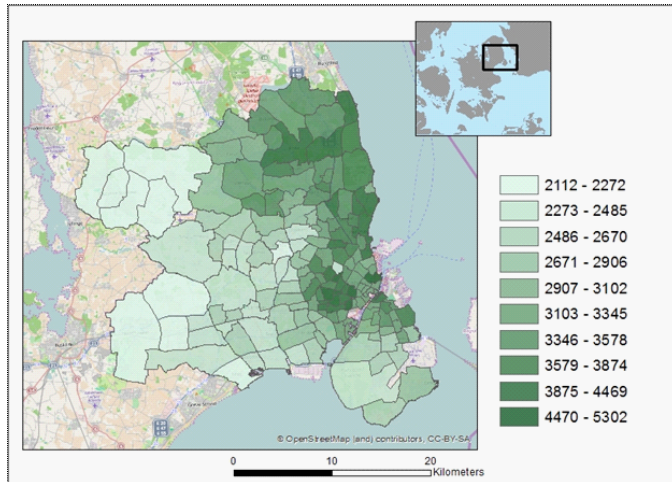 2112 - 2272
2273 - 2485
2486 - 2670
2671 - 2906
2907 - 3102
3103 - 3345
3346 - 3578
3579 - 3874
3875 - 4469
4470 - 5302
© OpenStreetMap (and) contributors, CC-BY-SA
0 10 20
Kilometers